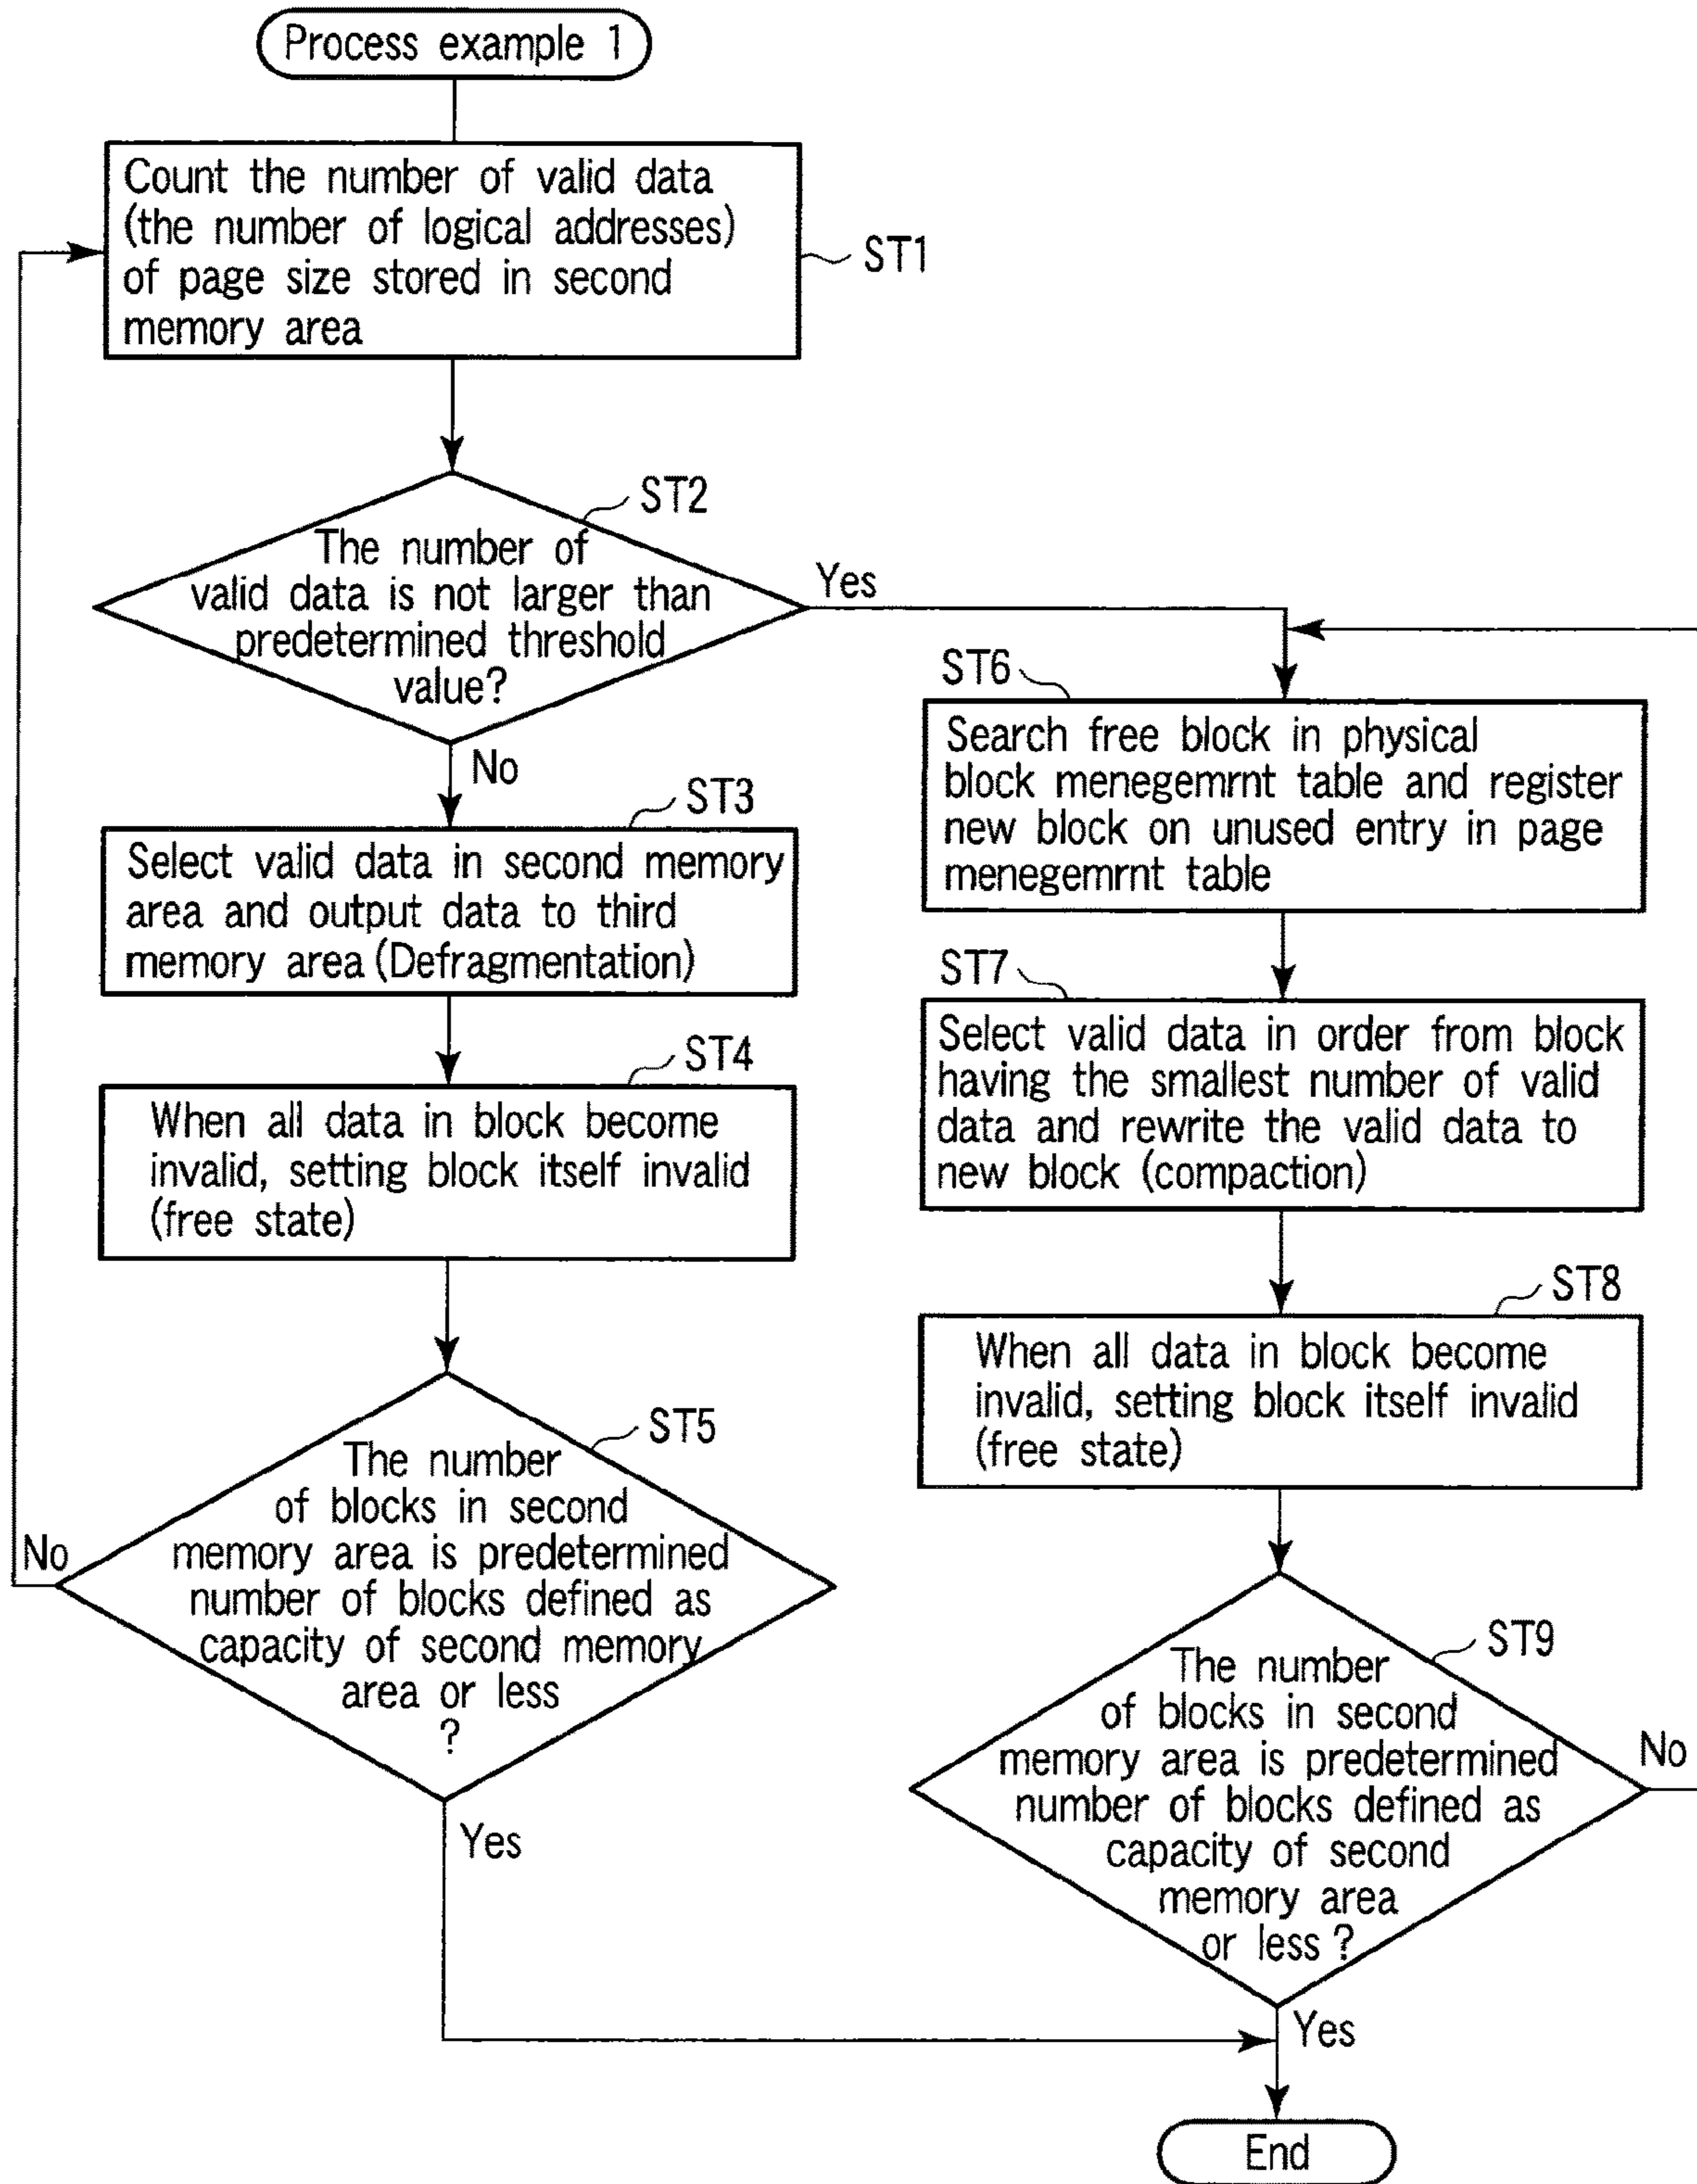 Process example 1
Count the number of valid data
(the number of logical addresses)
of page size stored in second
memory area
ST1
ST2
The number of
valid data is not larger than
predetermined threshold
value?
Yes
No
ST3
Select valid data in second memory
area and output data to third
memory area (Defragmentation)
ST4
When all data in block become
invalid, setting block itself invalid
(free state)
ST5
The number
of blocks in second
memory area is predetermined
number of blocks defined as
capacity of second memory
area or less
?
No
Yes
ST6
Search free block in physical
block menegemrnt table and register
new block on unused entry in page
menegemrnt table
ST7
Select valid data in order from block
having the smallest number of valid
data and rewrite the valid data to
new block (compaction)
ST8
When all data in block become
invalid, setting block itself invalid
(free state)
ST9
The number
of blocks in second
memory area is predetermined
number of blocks defined as
capacity of second
memory area
or less ?
No
Yes
End